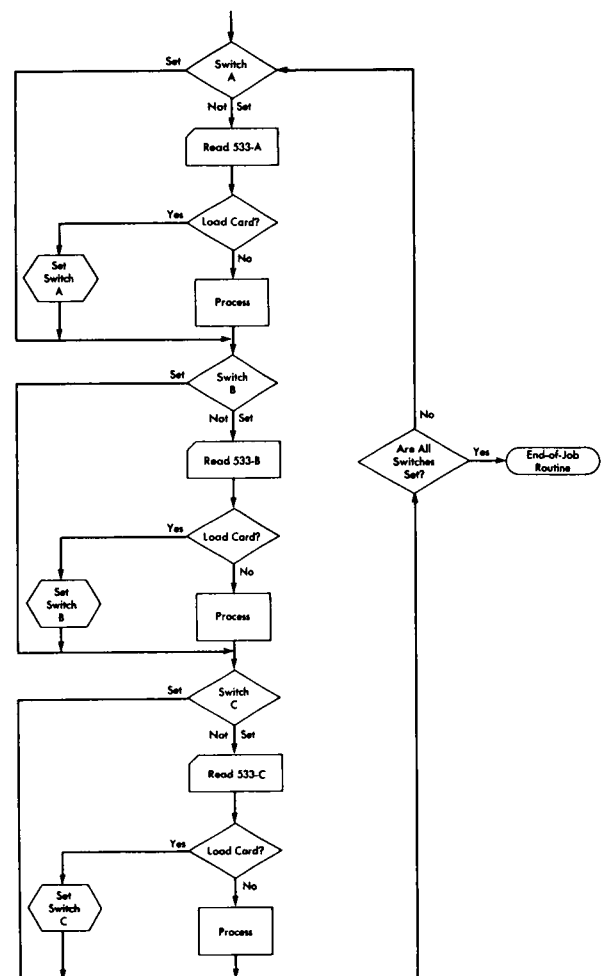 Set
Switch
A
Not Set
Read 533-A
Yes
Load Card?
No
Set
Switch
A
Process
Set
Switch
B
Not Set
Read 533-B
Yes
Load Card?
No
Set
Switch
B
Process
Set
Switch
C
Not Set
Read 533-C
Yes
Load Card?
No
Set
Switch
C
Process
No
Are All
Switches
Set?
Yes
End-of-Job
Routine